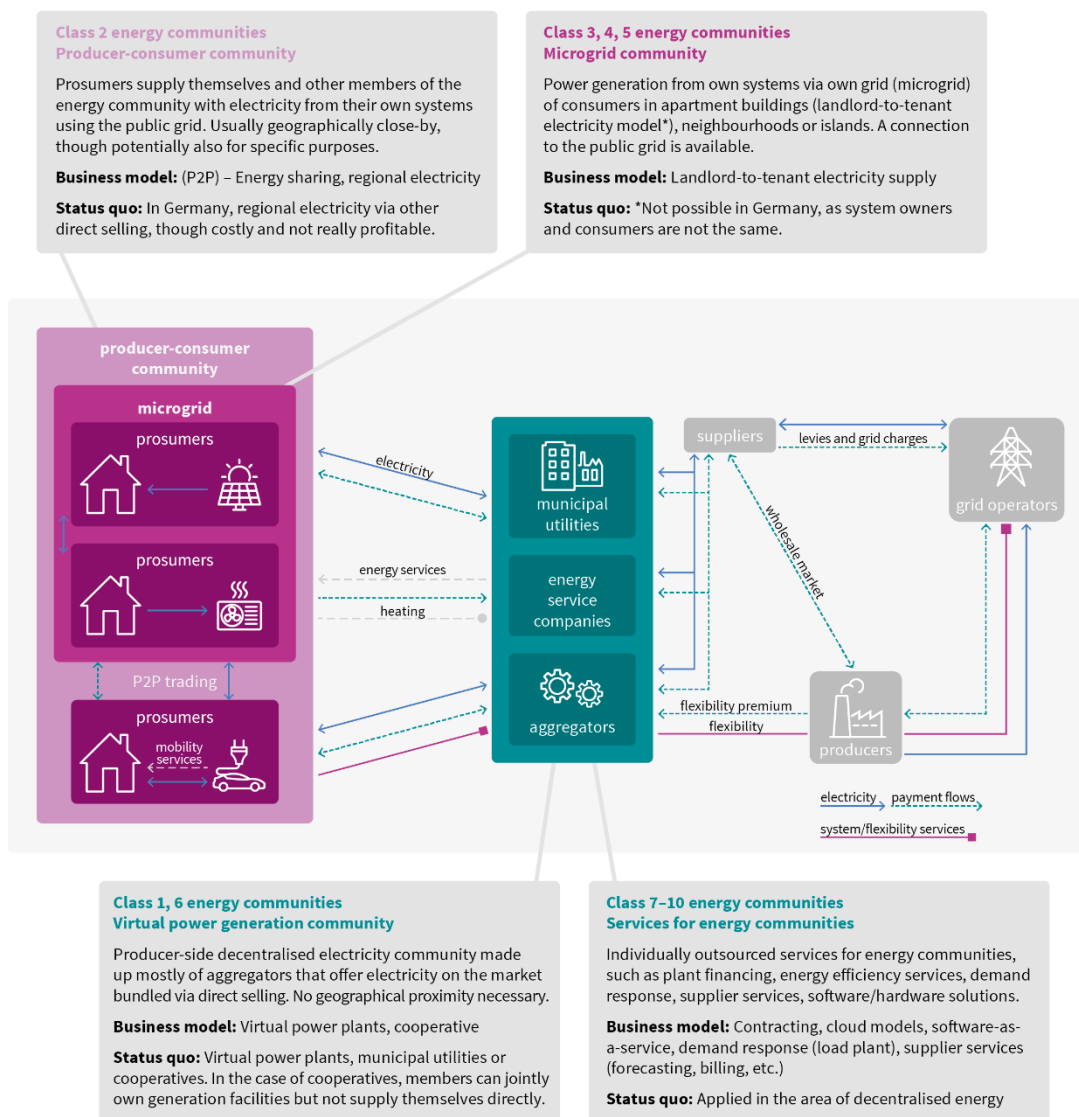 Class 2 energy communities
Producer-consumer community
Prosumers supply themselves and other members of the
energy community with electricity from their own systems
using the public grid. Usually geographically close-by,
though potentially also for specific purposes.
Business model: (P2P) – Energy sharing, regional electricity
Status quo: In Germany, regional electricity via other
direct selling, though costly and not really profitable.
Class 3, 4, 5 energy communities
Microgrid community
Power generation from own systems via own grid (microgrid)
of consumers in apartment buildings (landlord-to-tenant
electricity model*), neighbourhoods or islands. A connection
to the public grid is available.
Business model: Landlord-to-tenant electricity supply
Status quo: *Not possible in Germany, as system owners
and consumers are not the same.
producer-consumer
community
microgrid
prosumers
prosumers
P2P trading
prosumers
mobility
services
electricity
energy services
heating
municipal
utilities
energy
service
companies
aggregators
suppliers
levies and grid charges
grid operators
wholesale market
flexibility premium
flexibility
producers
electricity
payment flows
system/flexibility services
Class 1, 6 energy communities
Virtual power generation community
Producer-side decentralised electricity community made
up mostly of aggregators that offer electricity on the market
bundled via direct selling. No geographical proximity necessary.
Business model: Virtual power plants, cooperative
Status quo: Virtual power plants, municipal utilities or
cooperatives. In the case of cooperatives, members can jointly
own generation facilities but not supply themselves directly.
Class 7–10 energy communities
Services for energy communities
Individually outsourced services for energy communities,
such as plant financing, energy efficiency services, demand
response, supplier services, software/hardware solutions.
Business model: Contracting, cloud models, software-as-
a-service, demand response (load plant), supplier services
(forecasting, billing, etc.)
Status quo: Applied in the area of decentralised energy